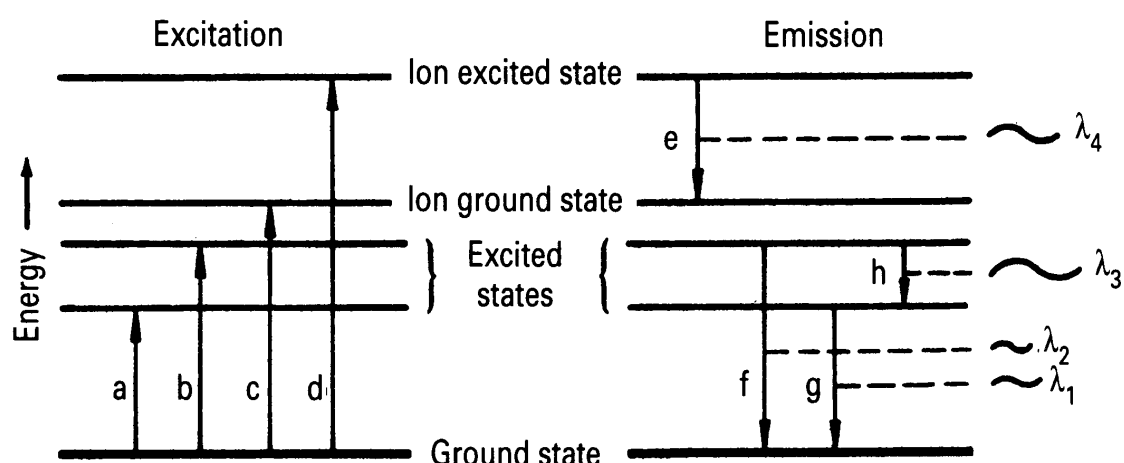 Excitation
Emission
Ion excited state
e
λ4
Energy
Ion ground state
Excited
states
h
λ3
a
b
c
d
f
g
λ2
λ1
Ground state